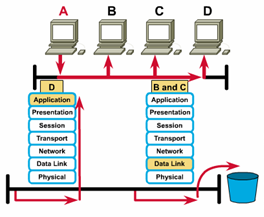 A B C D
D
Application
Presentation
Session
Transport
Network
Data Link
Physical
B and C
Application
Presentation
Session
Transport
Network
Data Link
Physical